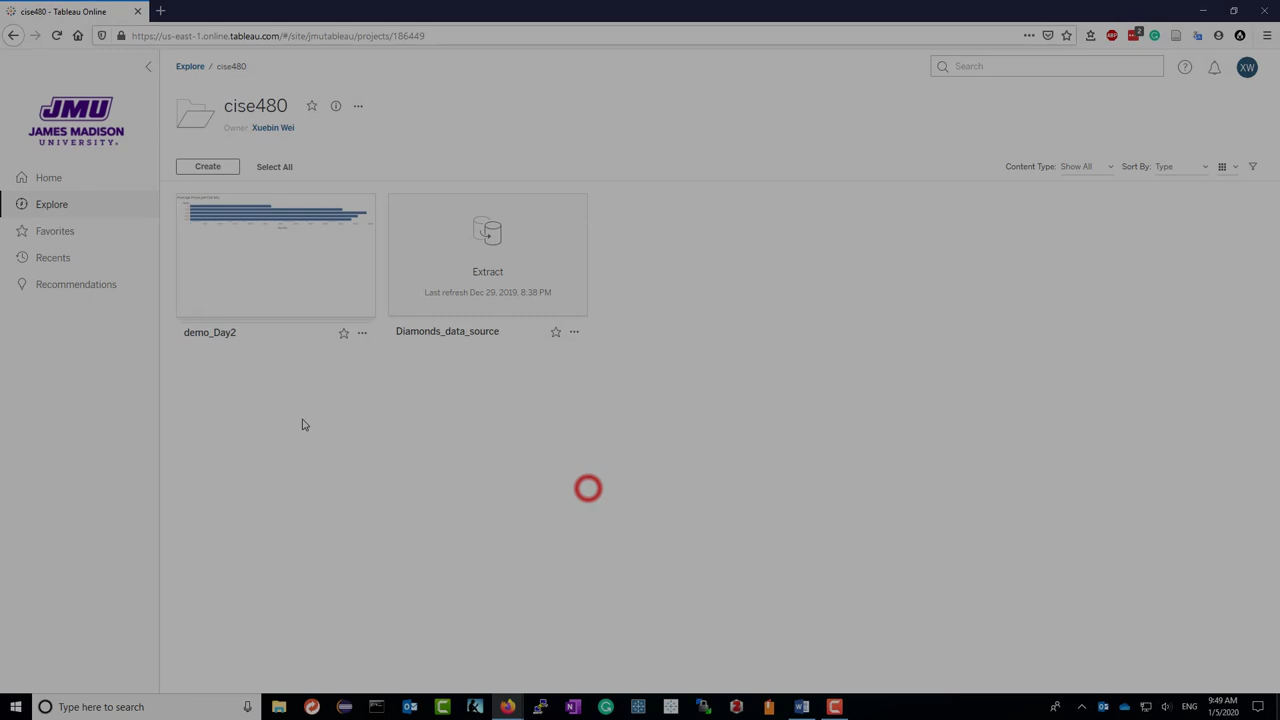 cise480 - Tableau Online
https://us-east-1.online.tableau.com/#/site/jmutableau/projects/186449
2
Explore / cise480
Search
XW
JMU
JAMES MADISON
UNIVERSITY.
cise480
Owner Xuebin Wei
Create
Select All
Content Type: Show All
Sort By: Type
Home
Explore
Favorites
Recents
Recommendations
Extract
Last refresh Dec 29, 2019, 8:38 PM
demo_Day2
Diamonds_data_source
Type here to search
ENG
9:49 AM
1/5/2020